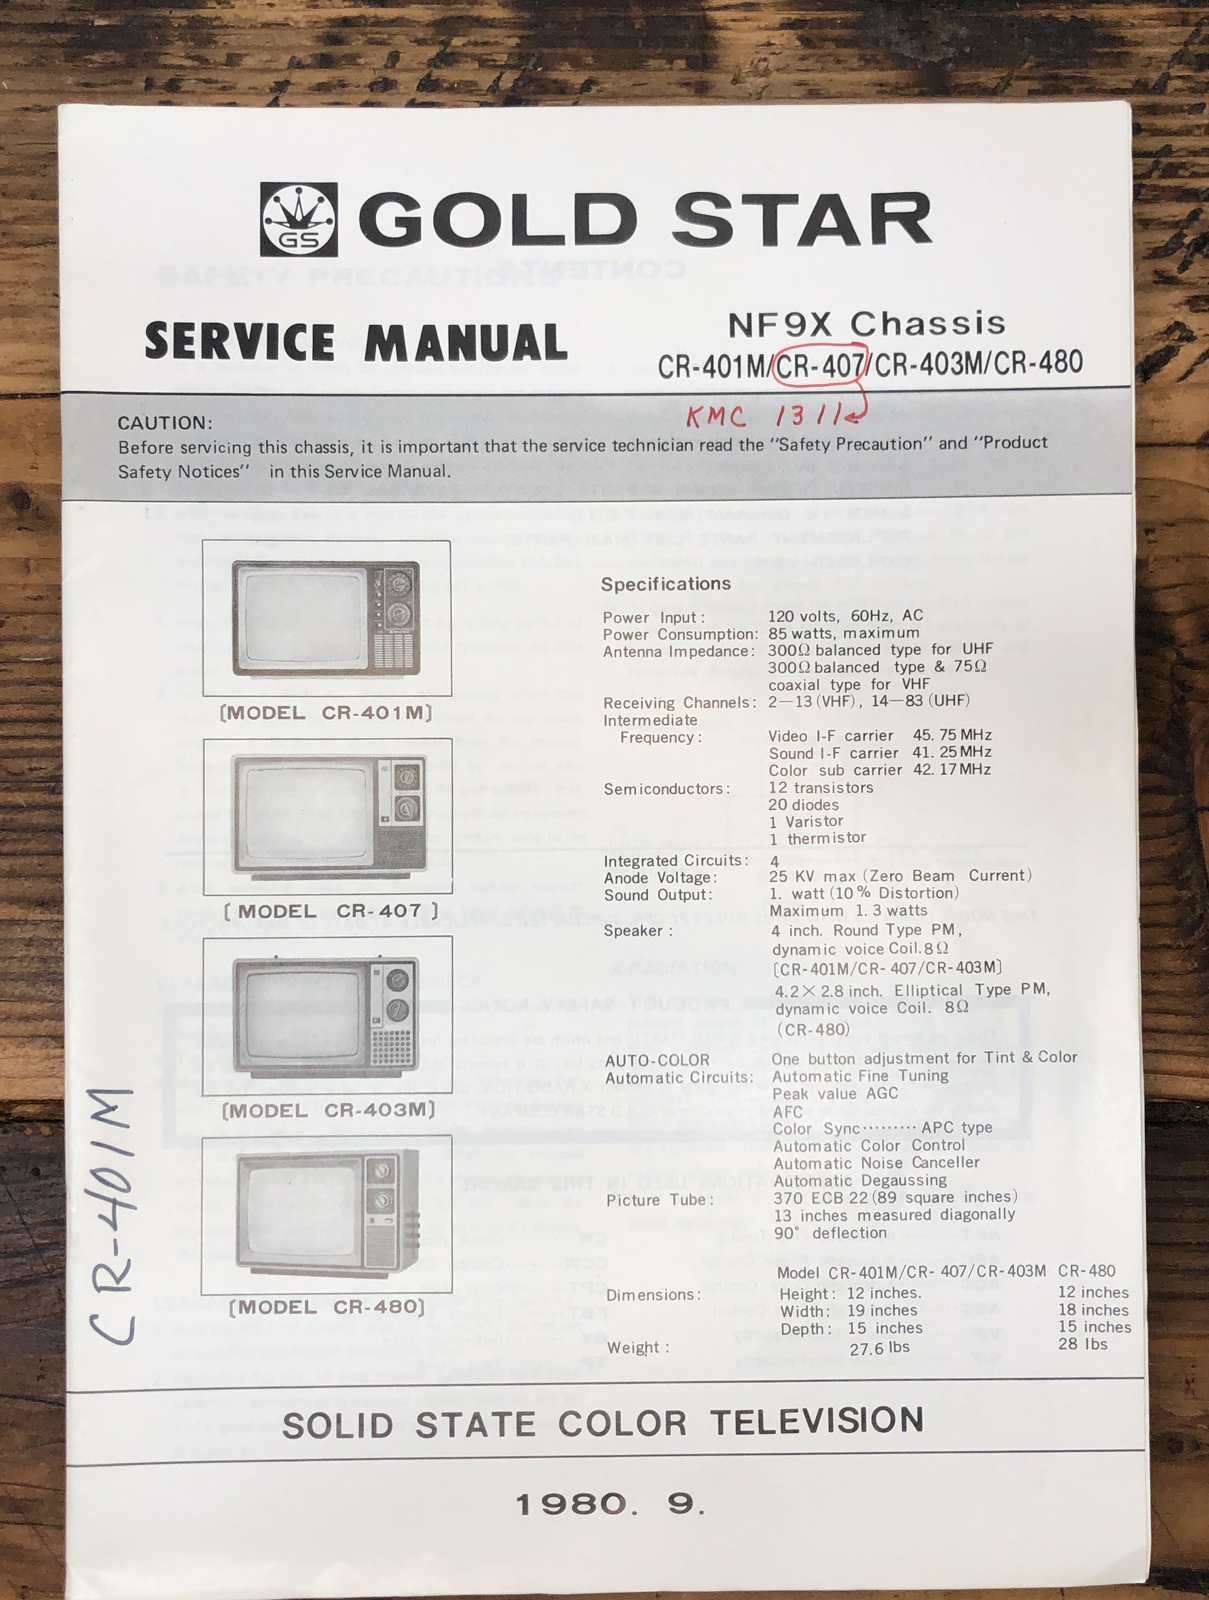 GS
GOLD STAR
SERVICE MANUAL
NF9X Chassis
CR-401M/CR-407/CR-403M/CR-480
KMC 1311
CAUTION:
Before servicing this chassis, it is important that the service technician read the "Safety Precaution" and "Product
Safety Notices" in this Service Manual.
[MODEL CR-401M]
[MODEL CR-407]
[MODEL CR-403M]
[MODEL CR-480]
CR-401M
Specifications
Power Input: 120 volts, 60Hz, AC
Power Consumption: 85 watts, maximum
Antenna Impedance: 300Ω balanced type for UHF
300Ω balanced type & 75Ω
coaxial type for VHF
Receiving Channels: 2—13 (VHF), 14—83 (UHF)
Intermediate
Frequency: Video I-F carrier 45.75 MHz
Sound I-F carrier 41.25 MHz
Color sub carrier 42.17 MHz
Semiconductors: 12 transistors
20 diodes
1 Varistor
1 thermistor
Integrated Circuits: 4
Anode Voltage: 25 KV max (Zero Beam Current)
Sound Output: 1. watt (10% Distortion)
Maximum 1.3 watts
Speaker: 4 inch. Round Type PM,
dynamic voice Coil. 8Ω
[CR-401M/CR-407/CR-403M]
4.2×2.8 inch. Elliptical Type PM,
dynamic voice Coil. 8Ω
(CR-480)
AUTO-COLOR One button adjustment for Tint & Color
Automatic Circuits: Automatic Fine Tuning
Peak value AGC
AFC
Color Sync········· APC type
Automatic Color Control
Automatic Noise Canceller
Automatic Degaussing
Picture Tube: 370 ECB 22 (89 square inches)
13 inches measured diagonally
90° deflection
Model CR-401M/CR-407/CR-403M CR-480
Dimensions: Height: 12 inches. 12 inches
Width: 19 inches 18 inches
Depth: 15 inches 15 inches
Weight: 27.6 lbs 28 lbs
SOLID STATE COLOR TELEVISION
1980. 9.